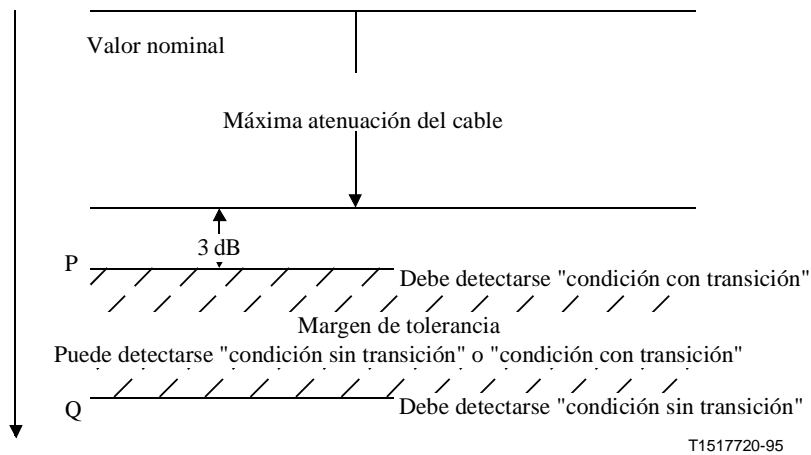 Valor nominal
Máxima atenuación del cable
3 dB
P
Debe detectarse "condición con transición"
Margen de tolerancia
Puede detectarse "condición sin transición" o "condición con transición"
Q
Debe detectarse "condición sin transición"
T1517720-95